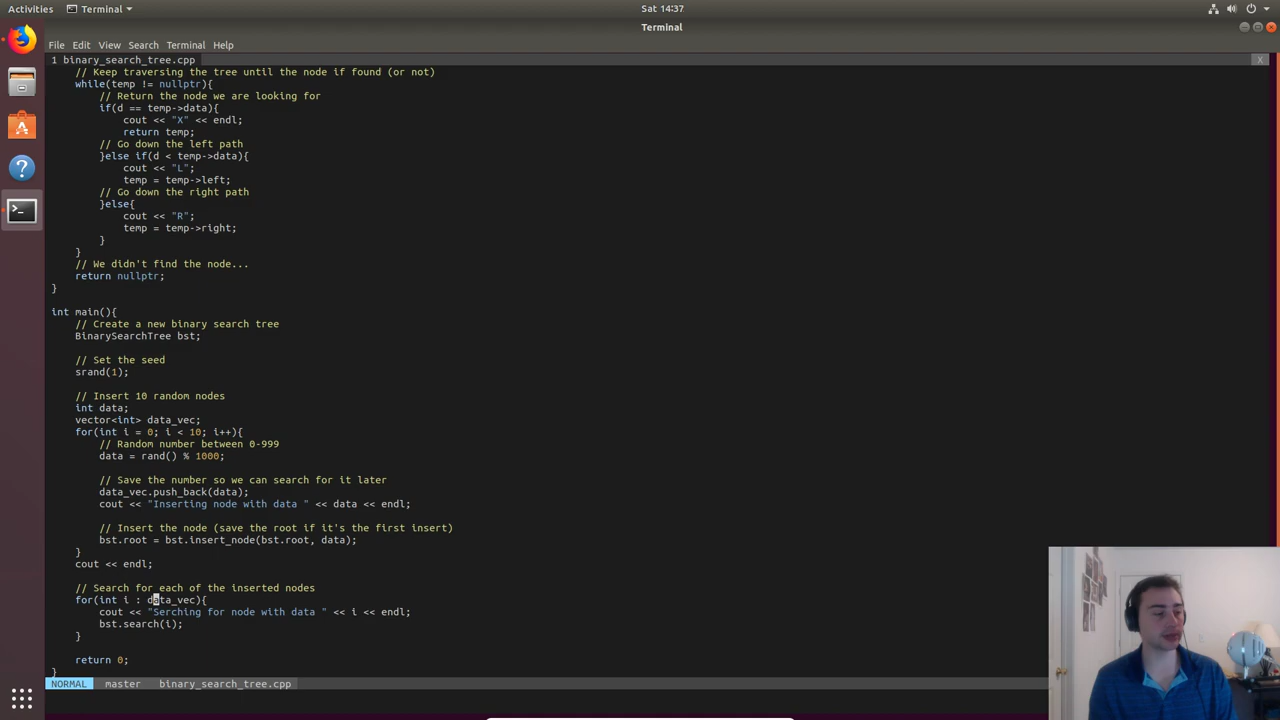 Activities Terminal Sat 14:37
Terminal
File Edit View Search Terminal Help
1 binary_search_tree.cpp X
// Keep traversing the tree until the node if found (or not)
while(temp != nullptr){
// Return the node we are looking for
if(d == temp->data){
cout << "X" << endl;
return temp;
// Go down the left path
}else if(d < temp->data){
cout << "L";
temp = temp->left;
// Go down the right path
}else{
cout << "R";
temp = temp->right;
}
}
// We didn't find the node...
return nullptr;
}
int main(){
// Create a new binary search tree
BinarySearchTree bst;
// Set the seed
srand(1);
// Insert 10 random nodes
int data;
vector<int> data_vec;
for(int i = 0; i < 10; i++){
// Random number between 0-999
data = rand() % 1000;
// Save the number so we can search for it later
data_vec.push_back(data);
cout << "Inserting node with data " << data << endl;
// Insert the node (save the root if it's the first insert)
bst.root = bst.insert_node(bst.root, data);
}
cout << endl;
// Search for each of the inserted nodes
for(int i : data_vec){
cout << "Serching for node with data " << i << endl;
bst.search(i);
}
return 0;
}
NORMAL master binary_search_tree.cpp